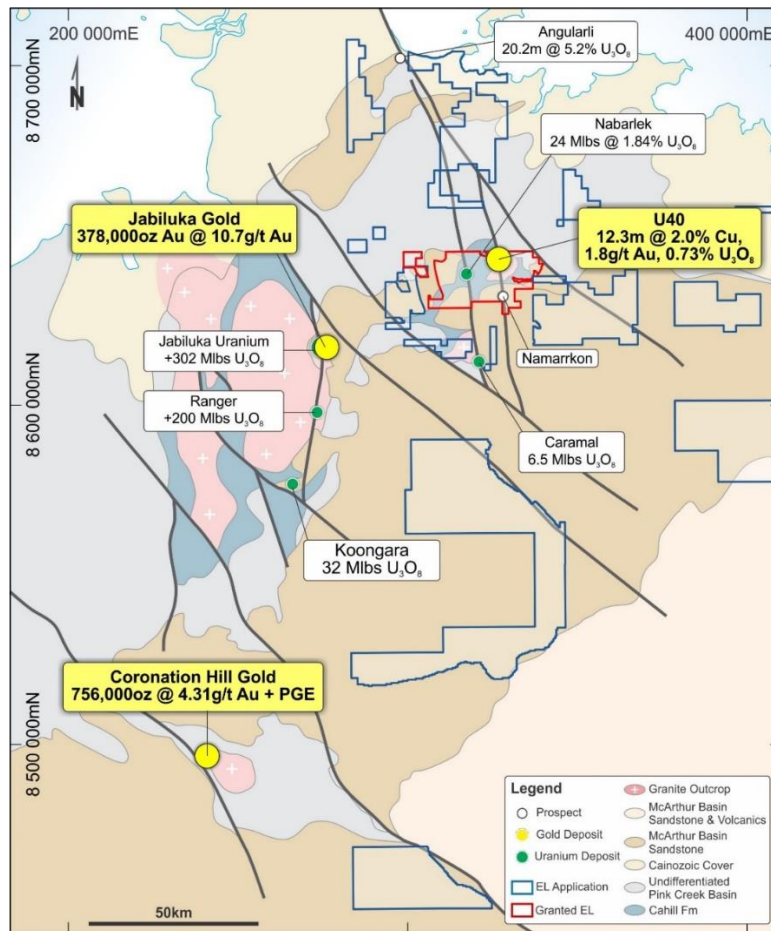 200 000mE
400 000mE
8 700 000mN
N
Angularli
20.2m @ 5.2% U₃O₈
Nabarlek
24 Mlbs @ 1.84% U₃O₈
Jabiluka Gold
378,000oz Au @ 10.7g/t Au
U40
12.3m @ 2.0% Cu,
1.8g/t Au, 0.73% U₃O₈
Jabiluka Uranium
+302 Mlbs U₃O₈
Namarrkon
8 600 000mN
Ranger
+200 Mlbs U₃O₈
Caramal
6.5 Mlbs U₃O₈
Koongara
32 Mlbs U₃O₈
Coronation Hill Gold
756,000oz @ 4.31g/t Au + PGE
8 500 000mN
50km
Legend
Prospect
Gold Deposit
Uranium Deposit
EL Application
Granted EL
Granite Outcrop
McArthur Basin
Sandstone & Volcanics
McArthur Basin
Sandstone
Cainozoic Cover
Undifferentiated
Pink Creek Basin
Cahill Fm